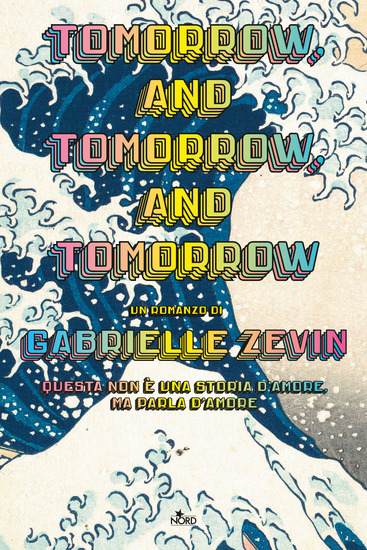 TOMORROW,
AND
TOMORROW,
AND
TOMORROW
UN ROMANZO DI
GABRIELLE ZEVIN
QUESTA NON È UNA STORIA D'AMORE,
MA PARLA D'AMORE
NORD